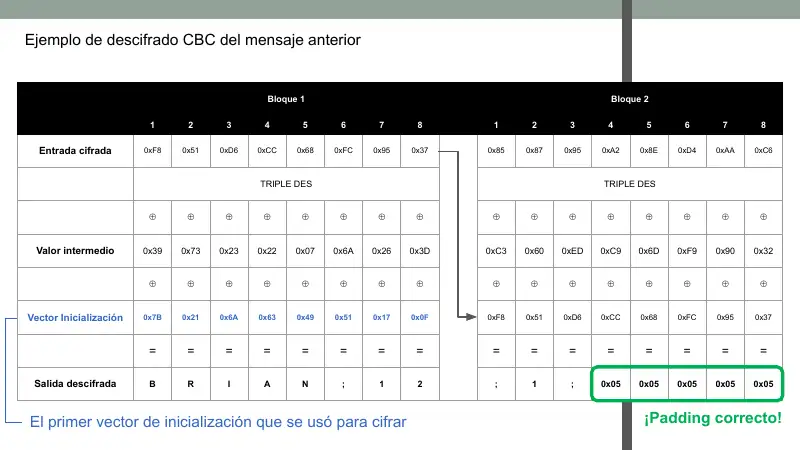 Ejemplo de descifrado CBC del mensaje anterior
Bloque 1 Bloque 2
1 2 3 4 5 6 7 8 1 2 3 4 5 6 7 8
Entrada cifrada 0xF8 0x51 0xD6 0xCC 0x68 0xFC 0x95 0x37 0x85 0x87 0x95 0xA2 0x8E 0xD4 0xAA 0xC6
TRIPLE DES TRIPLE DES
⊕ ⊕ ⊕ ⊕ ⊕ ⊕ ⊕ ⊕ ⊕ ⊕ ⊕ ⊕ ⊕ ⊕ ⊕ ⊕
Valor intermedio 0x39 0x73 0x23 0x22 0x07 0x6A 0x26 0x3D 0xC3 0x60 0xED 0xC9 0x6D 0xF9 0x90 0x32
⊕ ⊕ ⊕ ⊕ ⊕ ⊕ ⊕ ⊕ ⊕ ⊕ ⊕ ⊕ ⊕ ⊕ ⊕ ⊕
Vector Inicialización 0x7B 0x21 0x6A 0x63 0x49 0x51 0x17 0x0F 0xF8 0x51 0xD6 0xCC 0x68 0xFC 0x95 0x37
= = = = = = = = = = = = = = = =
Salida descifrada B R I A N ; 1 2 ; 1 ; 0x05 0x05 0x05 0x05 0x05
El primer vector de inicialización que se usó para cifrar
¡Padding correcto!